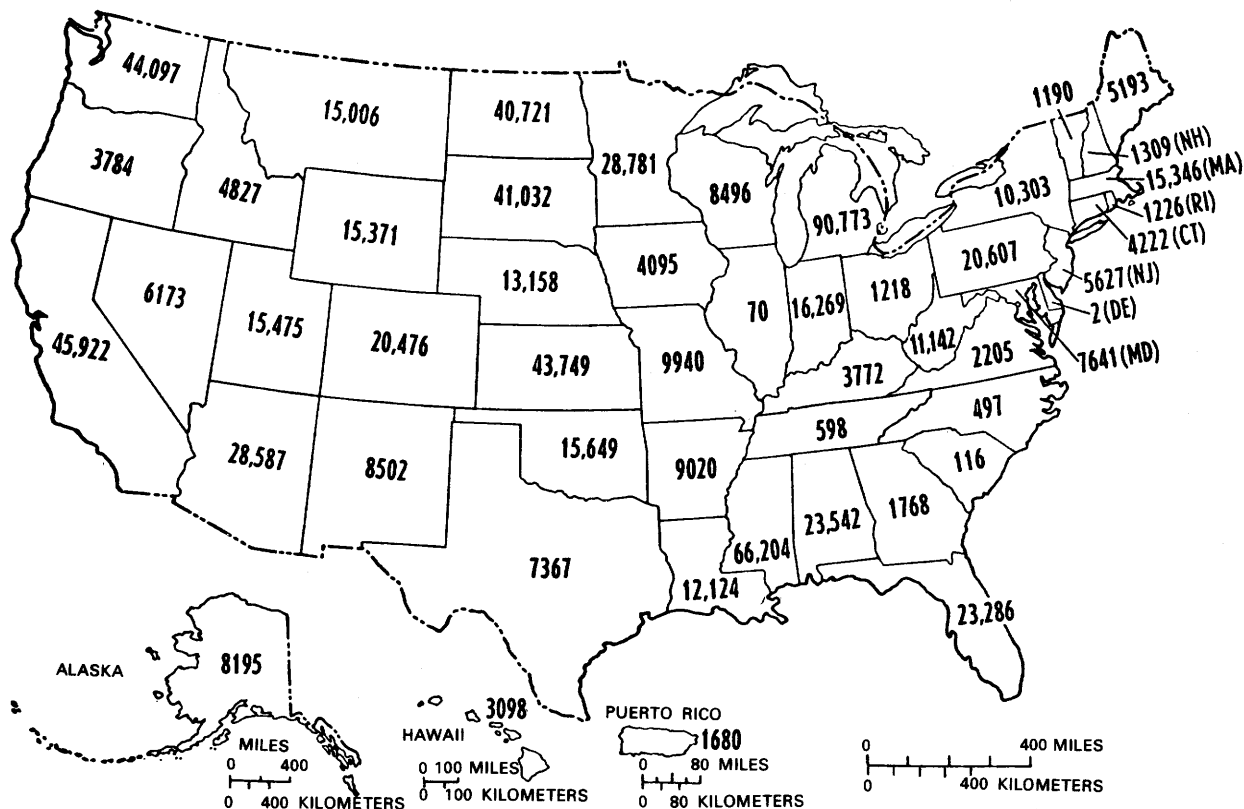 44,097
15,006
40,721
28,781
1190
5193
3784
4827
15,371
41,032
8496
90,773
10,303
1309 (NH)
15,346 (MA)
1226 (RI)
4222 (CT)
6173
15,475
20,476
13,158
4095
70
16,269
1218
20,607
5627 (NJ)
2 (DE)
7641 (MD)
45,922
43,749
9940
3772
11,142
2205
28,587
8502
15,649
9020
598
497
116
7367
12,124
66,204
23,542
1768
23,286
ALASKA
8195
MILES
0 400
0 400
KILOMETERS
3098
HAWAII
0 100 MILES
0 100
KILOMETERS
PUERTO RICO
1680
0 80 MILES
0 80 KILOMETERS
0 400 MILES
0 400 KILOMETERS